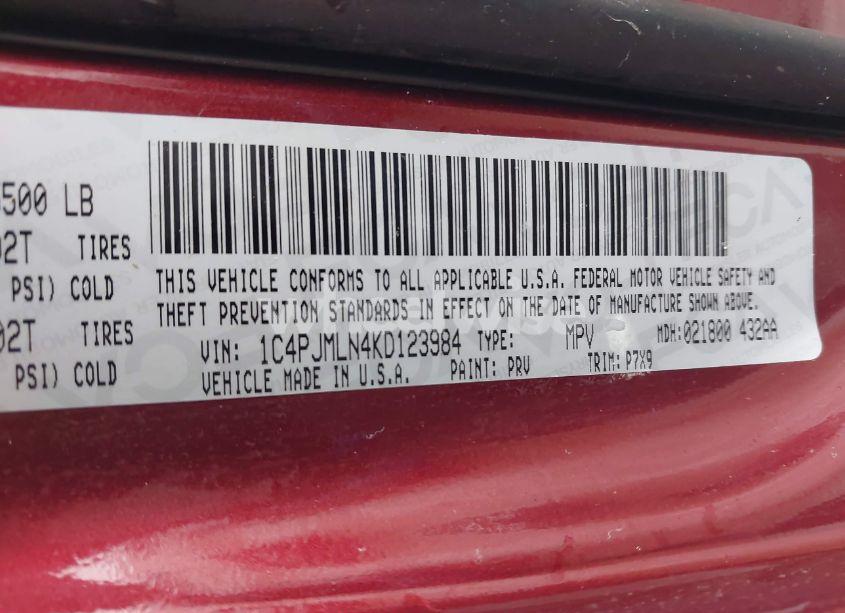 500 LB
02T TIRES
PSI) COLD
02T TIRES
PSI) COLD
THIS VEHICLE CONFORMS TO ALL APPLICABLE U.S.A. FEDERAL MOTOR VEHICLE SAFETY AND
THEFT PREVENTION STANDARDS IN EFFECT ON THE DATE OF MANUFACTURE SHOWN ABOVE.
VIN: 1C4PJMLN4KD123984 TYPE: MPV MDH:021800 432AA
VEHICLE MADE IN U.S.A. PAINT: PRV TRIM: P7X9